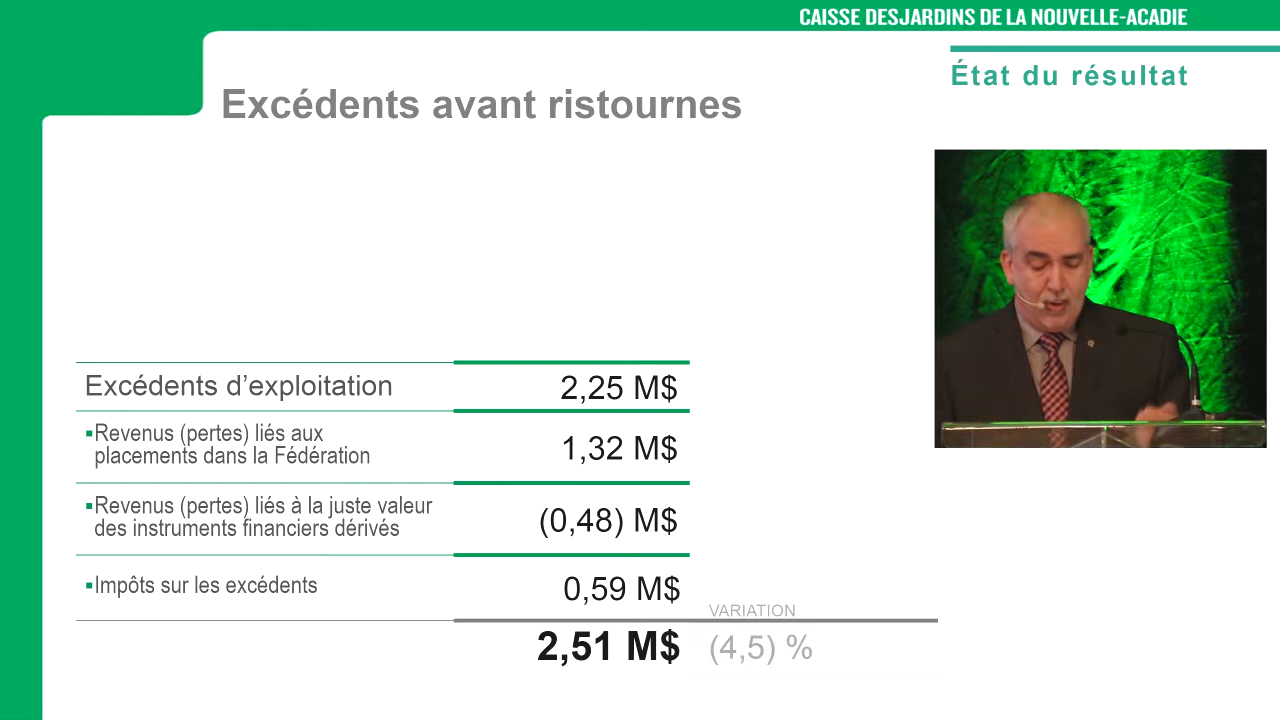 CAISSE DESJARDINS DE LA NOUVELLE-ACADIE
État du résultat
Excédents avant ristournes
Excédents d’exploitation 2,25 M$
▪Revenus (pertes) liés aux
placements dans la Fédération 1,32 M$
▪Revenus (pertes) liés à la juste valeur
des instruments financiers dérivés (0,48) M$
▪Impôts sur les excédents 0,59 M$
VARIATION
2,51 M$ (4,5) %